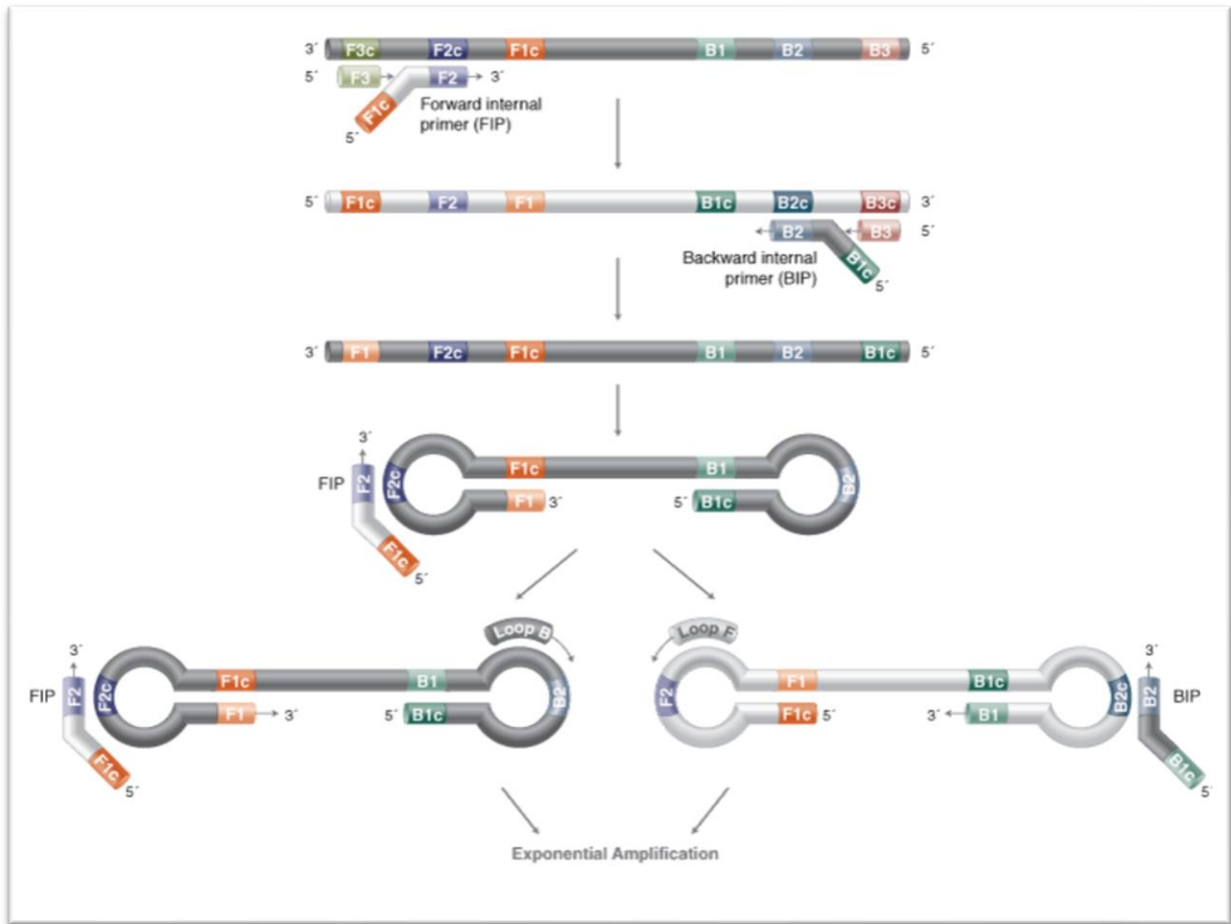 3´ F3c F2c F1c B1 B2 B3 5´
5´ F3 F2 3´
F1c
5´
Forward internal
primer (FIP)
5´ F1c F2 F1 B1c B2c B3c 3´
B2 B3 5´
B1c
5´
Backward internal
primer (BIP)
3´ F1 F2c F1c B1 B2 B1c 5´
3´
FIP F2 F2c F1c B1 B2
F1 3´ 5´ B1c
F1c
5´
Loop B Loop F
3´ 3´
FIP F2 F2c F1c B1 B2 F2 F1 B1c B2c B2 BIP
F1 3´ 5´ B1c F1c 5´ 3´ B1
F1c B1c
5´ 5´
Exponential Amplification